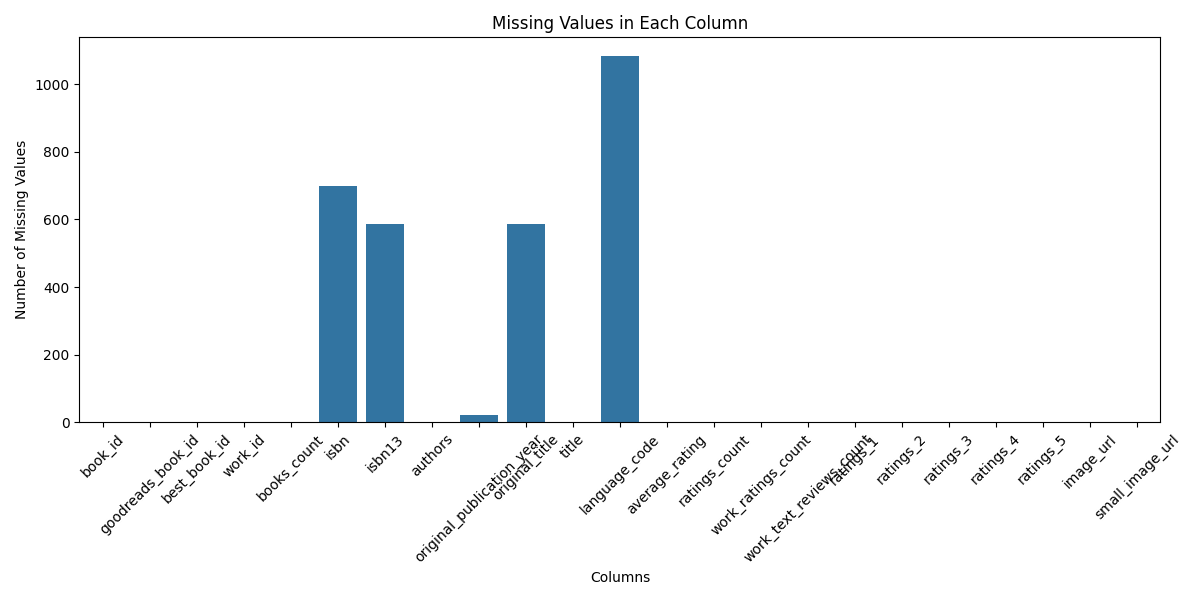 Missing Values in Each Column
Number of Missing Values
1000
800
600
400
200
0
book_id
goodreads_book_id
best_book_id
work_id
books_count
isbn
isbn13
authors
original_publication_year
original_title
title
language_code
average_rating
ratings_count
work_ratings_count
work_text_reviews_count
ratings_1
ratings_2
ratings_3
ratings_4
ratings_5
image_url
small_image_url
Columns